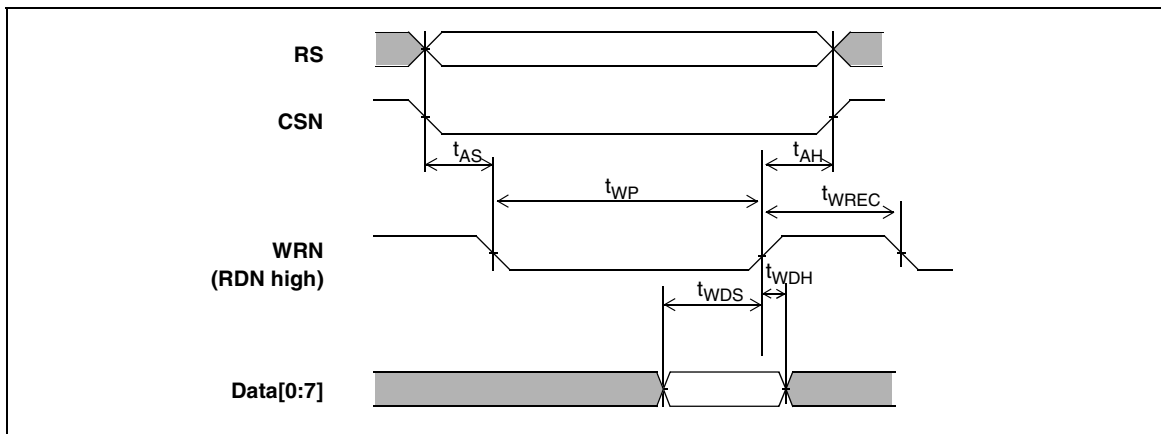 RS
CSN
tAS
tAH
tWP
tWREC
WRN
(RDN high)
tWDH
tWDS
Data[0:7]